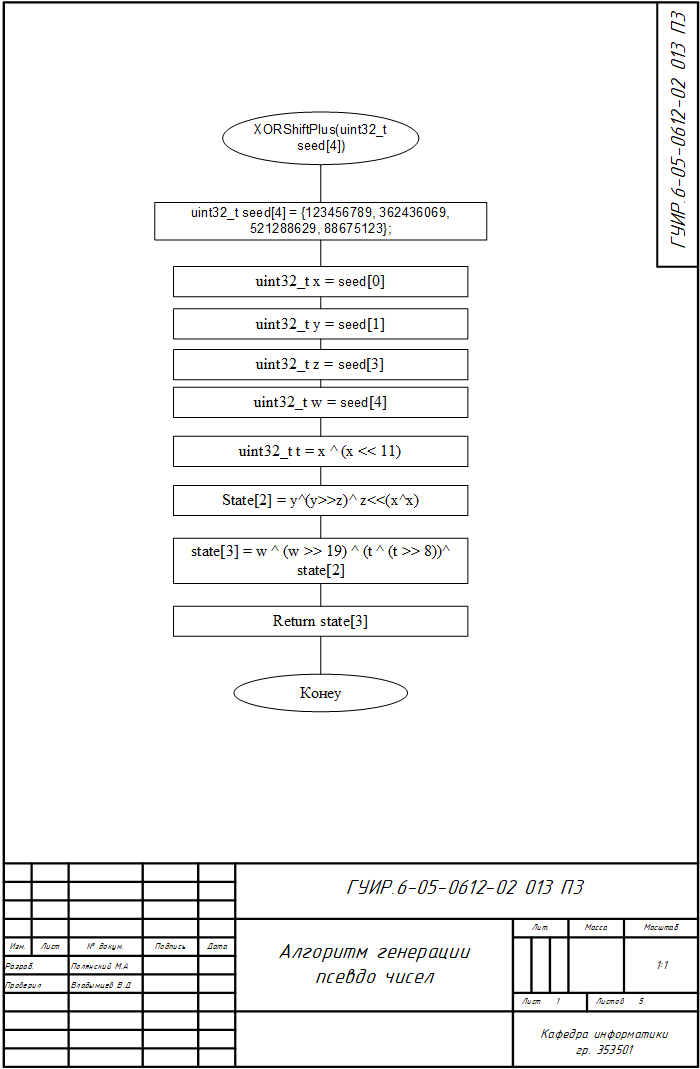 ГУИР.6-05-0612-02 013 ПЗ
XORShiftPlus(uint32_t
seed[4])
uint32_t seed[4] = {123456789, 362436069,
521288629, 88675123};
uint32_t x = seed[0]
uint32_t y = seed[1]
uint32_t z = seed[3]
uint32_t w = seed[4]
uint32_t t = x ^ (x << 11)
State[2] = y^(y>>z)^ z<<(x^x)
state[3] = w ^ (w >> 19) ^ (t ^ (t >> 8))^
state[2]
Return state[3]
Конеу
ГУИР.6-05-0612-02 013 ПЗ
Изм. Лист № докум. Подпись Дата
Разраб. Полянский М.А
Проверил Владымцев В.Д
Алгоритм генерации
псевдо чисел
Лит. Масса Масштаб
1:1
Лист 1 Листов 5
Кафедра информатики
гр. 353501